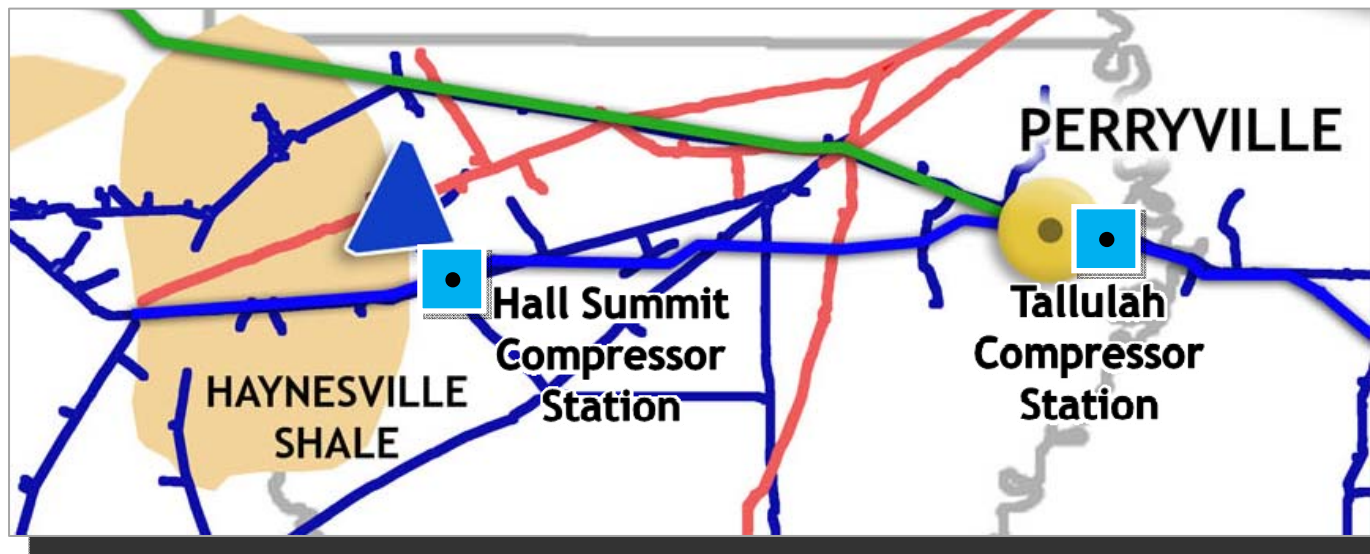 PERRYVILLE
Hall Summit
Compressor
Station
Tallulah
Compressor
Station
HAYNESVILLE
SHALE